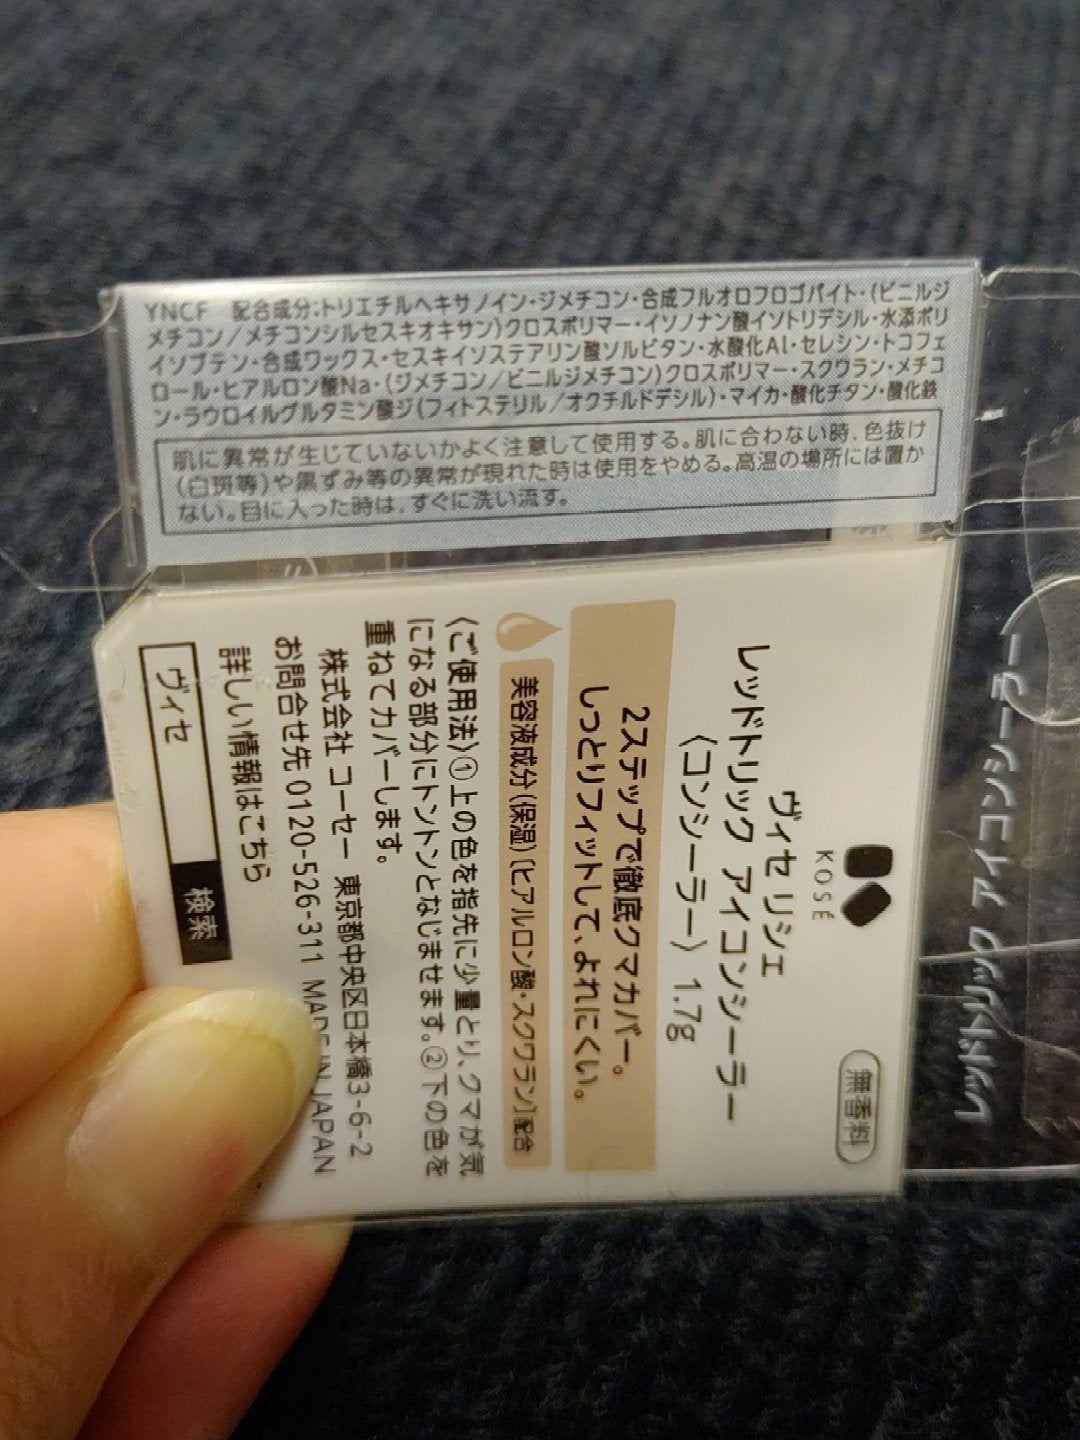 YNCF 配合成分:トリエチルヘキサノイン・ジメチコン・合成フルオロフロゴパイト・(ビニルジ
メチコン/メチコンシルセスキオキサン)クロスポリマー・イソノナン酸イソトリデシル・水添ポリ
イソブテン・合成ワックス・セスキイソステアリン酸ソルビタン・水酸化Al・セレシン・トコフェ
ロール・ヒアルロン酸Na・(ジメチコン/ビニルジメチコン)クロスポリマー・スクワラン・メチコ
ン・ラウロイルグルタミン酸ジ(フィトステリル/オクチルドデシル)・マイカ・酸化チタン・酸化鉄
肌に異常が生じていないかよく注意して使用する。肌に合わない時、色抜け
(白斑等)や黒ずみ等の異常が現れた時は使用をやめる。高温の場所には置か
ない。目に入った時は、すぐに洗い流す。
KOSÉ
無香料
ヴィセ リシェ
レッドトリック アイコンシーラー
〈コンシーラー〉 1.7g
2ステップで徹底クマカバー。
しっとりフィットして、よれにくい。
美容液成分(保湿)〔ヒアルロン酸・スクワラン〕配合
〈ご使用法〉①上の色を指先に少量とり、クマが気
になる部分にトントンとなじませます。②下の色を
重ねてカバーします。
株式会社 コーセー 東京都中央区日本橋3-6-2
お問合せ先 0120-526-311 MADE IN JAPAN
詳しい情報はこちら
ヴィセ 検索
レッドトリック アイコンシーラー